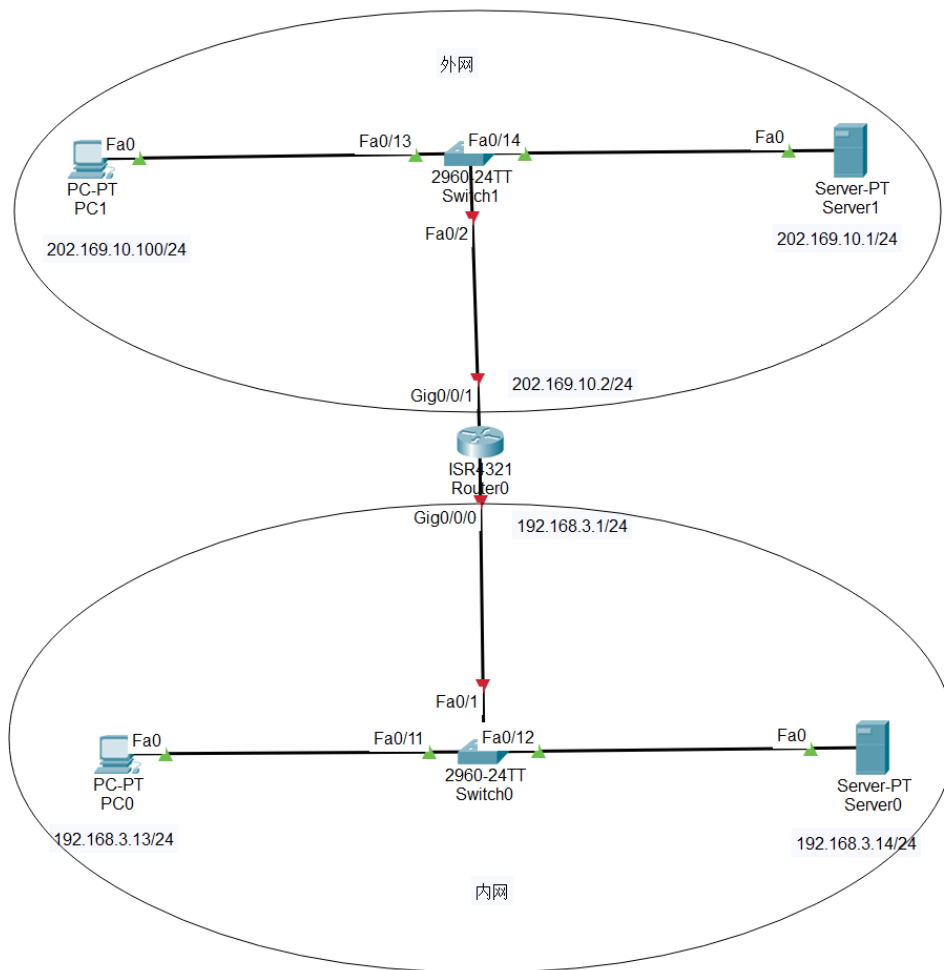 外网
Fa0
Fa0/13
Fa0/14
Fa0
PC-PT
PC1
2960-24TT
Switch1
Server-PT
Server1
202.169.10.100/24
Fa0/2
202.169.10.1/24
Gig0/0/1
202.169.10.2/24
ISR4321
Router0
Gig0/0/0
192.168.3.1/24
Fa0/1
Fa0
Fa0/11
Fa0/12
Fa0
PC-PT
PC0
2960-24TT
Switch0
Server-PT
Server0
192.168.3.13/24
192.168.3.14/24
内网